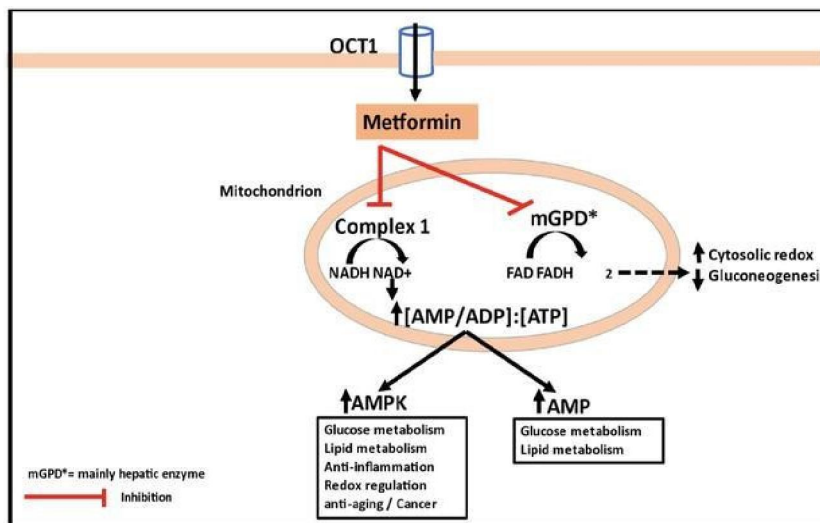 OCT1
Metformin
Mitochondrion
Complex 1
mGPD*
NADH NAD+
FAD FADH 2
Cytosolic redox
Gluconeogenesi
[AMP/ADP]:[ATP]
AMPK
AMP
Glucose metabolism
Lipid metabolism
Anti-inflammation
Redox regulation
anti-aging / Cancer
Glucose metabolism
Lipid metabolism
mGPD*= mainly hepatic enzyme
Inhibition